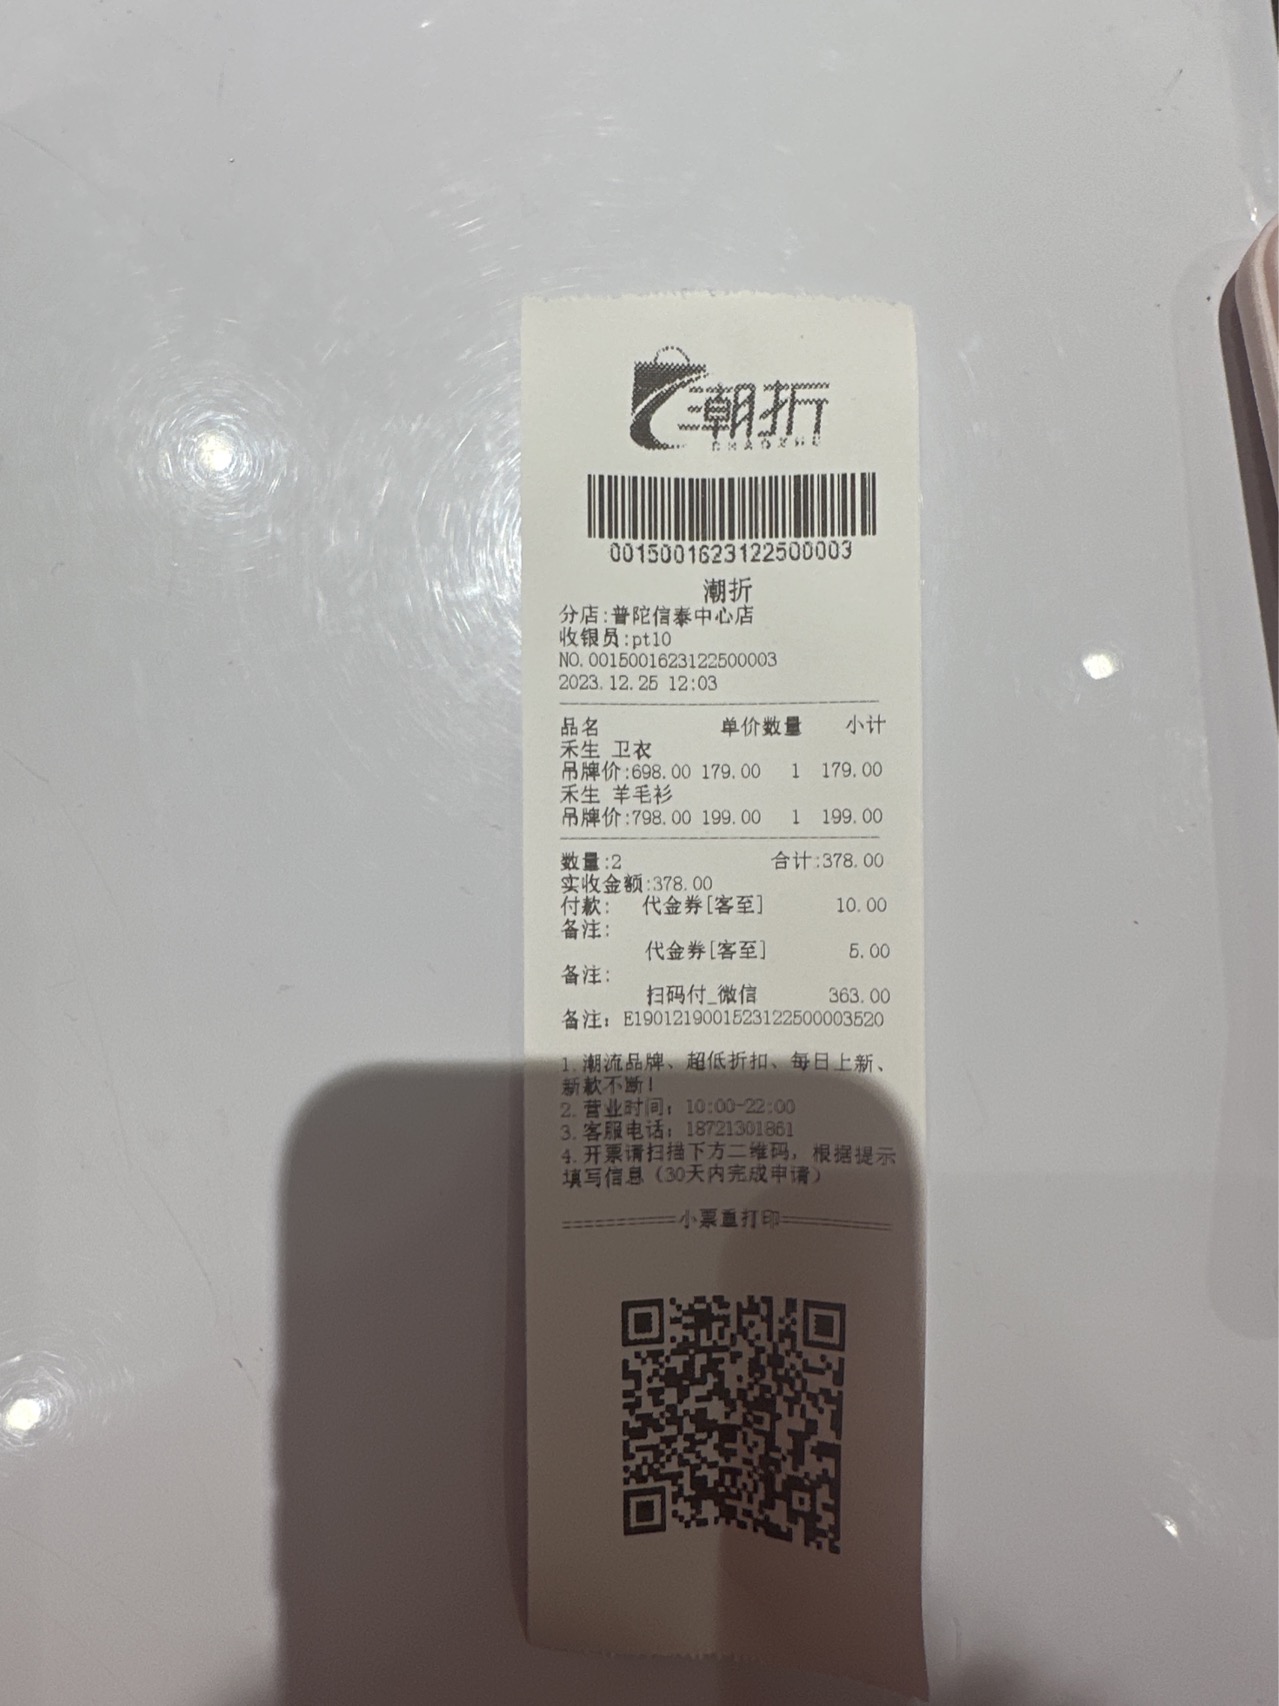 潮折
CHAOZHE
0015001623122500003
潮折
分店:普陀信泰中心店
收银员:pt10
NO.0015001623122500003
2023.12.25 12:03
品名 单价数量 小计
禾生 卫衣
吊牌价:698.00 179.00 1 179.00
禾生 羊毛衫
吊牌价:798.00 199.00 1 199.00
数量:2 合计:378.00
实收金额:378.00
付款: 代金券[客至] 10.00
备注:
代金券[客至] 5.00
备注:
扫码付_微信 363.00
备注: E1901219001523122500003520
1.潮流品牌、超低折扣、每日上新、
新款不断!
2.营业时间: 10:00-22:00
3.客服电话: 18721301861
4.开票请扫描下方二维码, 根据提示
填写信息(30天内完成申请)
===========小票重打印===========